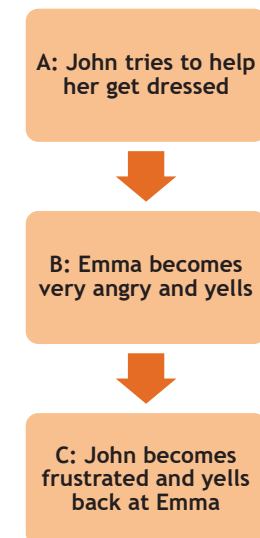 A: John tries to help
her get dressed
B: Emma becomes
very angry and yells
C: John becomes
frustrated and yells
back at Emma